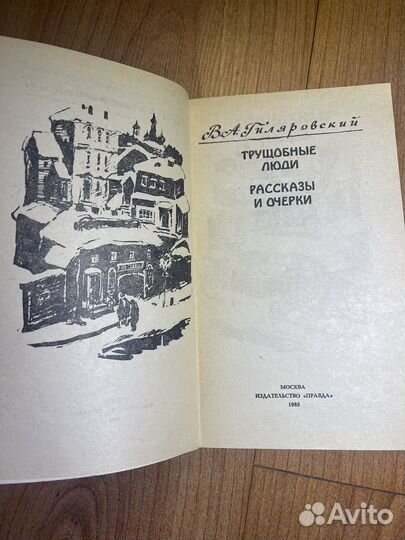 В А Гиляровский
ТРУЩОБНЫЕ
ЛЮДИ
РАССКАЗЫ
И ОЧЕРКИ
МОСКВА
ИЗДАТЕЛЬСТВО «ПРАВДА»
1985
Avito